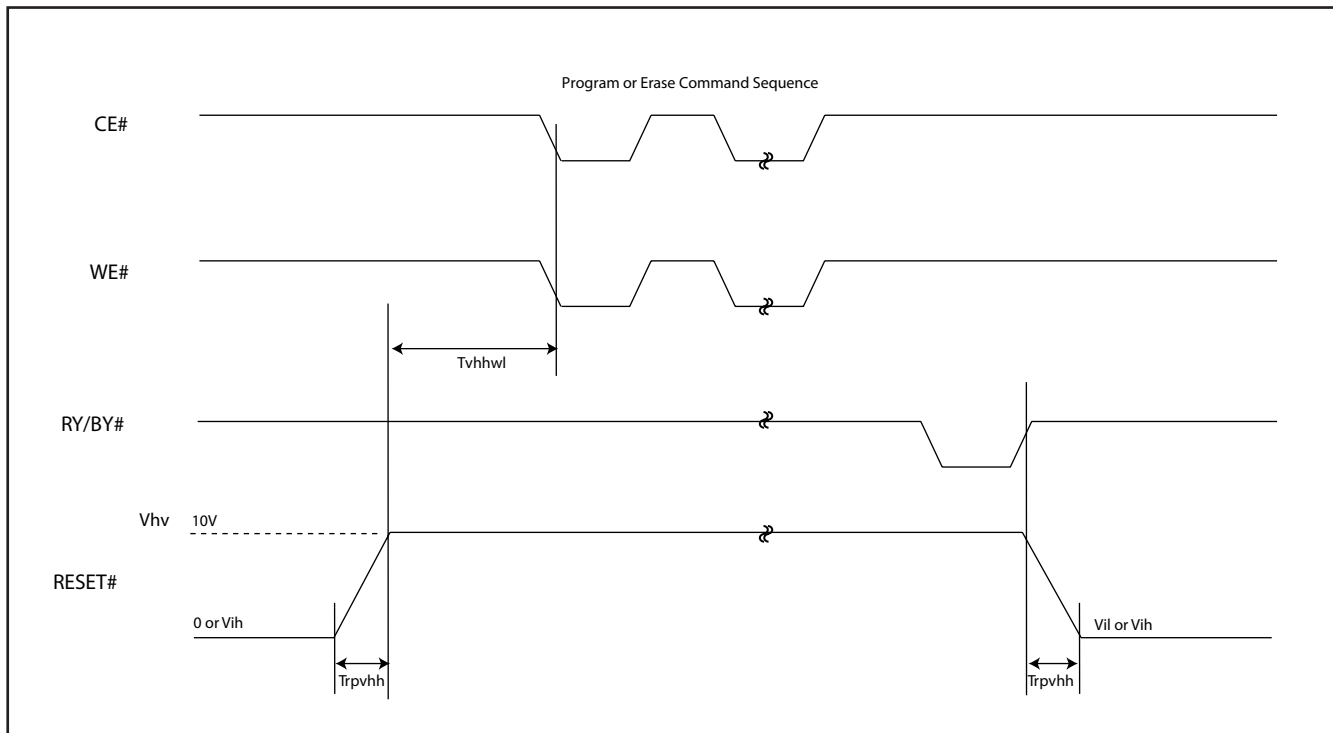 Program or Erase Command Sequence
CE#
WE#
Tvhhwl
RY/BY#
Vhv 10V
RESET#
0 or Vih
Vil or Vih
Trpvhh
Trpvhh